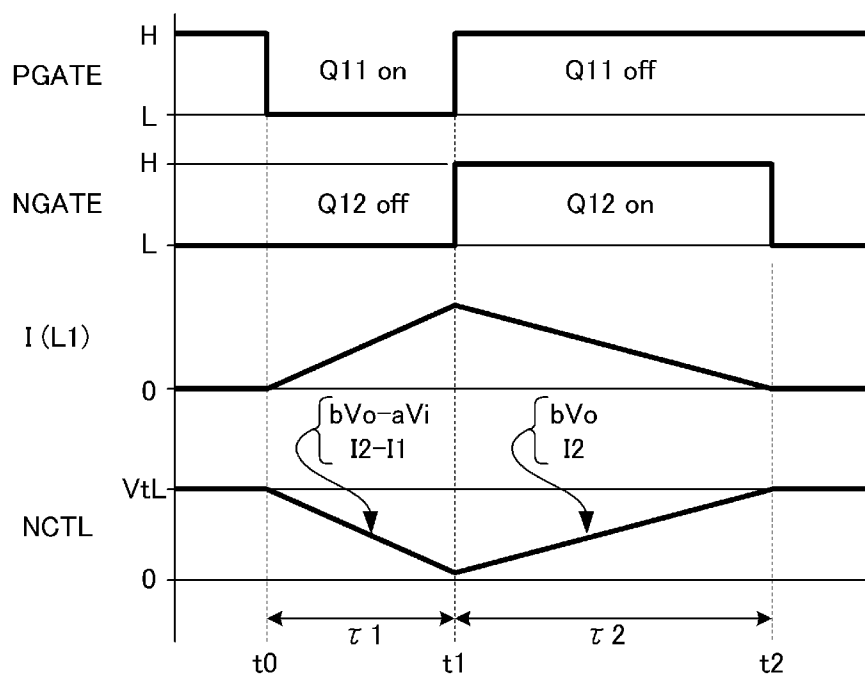 H
PGATE
Q11 on
Q11 off
L
H
NGATE
Q12 off
Q12 on
L
I (L1)
0
bVo-aVi
I2-I1
bVo
I2
VtL
NCTL
0
τ1
τ2
t0
t1
t2